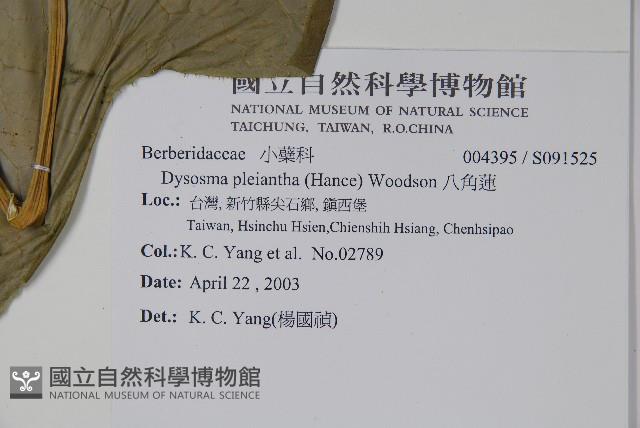 國立自然科學博物館
NATIONAL MUSEUM OF NATURAL SCIENCE
TAICHUNG, TAIWAN, R.O.CHINA
Berberidaceae 小蘗科 004395 / S091525
Dysosma pleiantha (Hance) Woodson 八角蓮
Loc.: 台灣, 新竹縣尖石鄉, 鎮西堡
Taiwan, Hsinchu Hsien,Chienshih Hsiang, Chenhsipao
Col.: K. C. Yang et al. No.02789
Date: April 22 , 2003
Det.: K. C. Yang(楊國禎)
國立自然科學博物館
NATIONAL MUSEUM OF NATURAL SCIENCE